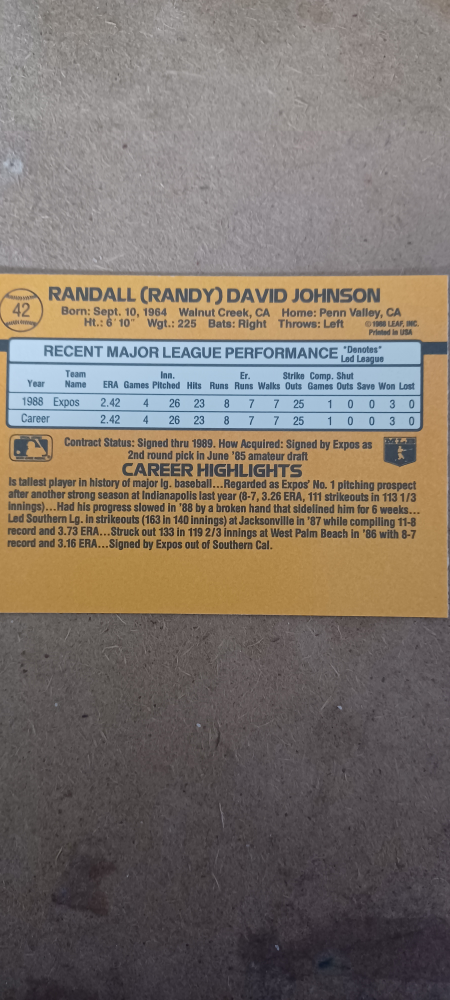 42
RANDALL (RANDY) DAVID JOHNSON
Born: Sept. 10, 1964 Walnut Creek, CA Home: Penn Valley, CA
Ht.: 6'10" Wgt.: 225 Bats: Right Throws: Left
©1988 LEAF, INC.
Printed in USA
RECENT MAJOR LEAGUE PERFORMANCE
*Denotes*
Led League
Year Team Name ERA Games Inn. Pitched Hits Runs Er. Runs Walks Strike Outs Comp. Games Shut Outs Save Won Lost
1988 Expos 2.42 4 26 23 8 7 7 25 1 0 0 3 0
Career 2.42 4 26 23 8 7 7 25 1 0 0 3 0
Contract Status: Signed thru 1989. How Acquired: Signed by Expos as
2nd round pick in June '85 amateur draft
CAREER HIGHLIGHTS
Is tallest player in history of major lg. baseball...Regarded as Expos' No. 1 pitching prospect
after another strong season at Indianapolis last year (8-7, 3.26 ERA, 111 strikeouts in 113 1/3
innings)...Had his progress slowed in '88 by a broken hand that sidelined him for 6 weeks...
Led Southern Lg. in strikeouts (163 in 140 innings) at Jacksonville in '87 while compiling 11-8
record and 3.73 ERA...Struck out 133 in 119 2/3 innings at West Palm Beach in '86 with 8-7
record and 3.16 ERA...Signed by Expos out of Southern Cal.